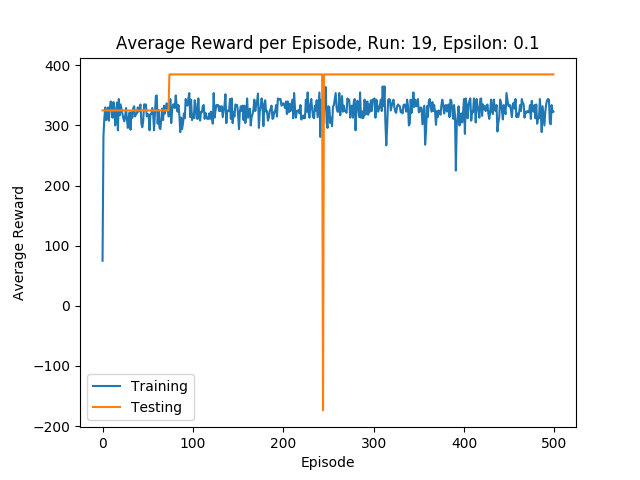 Average Reward per Episode, Run: 19, Epsilon: 0.1
400
300
200
100
0
−100
−200
Average Reward
Training
Testing
0 100 200 300 400 500
Episode